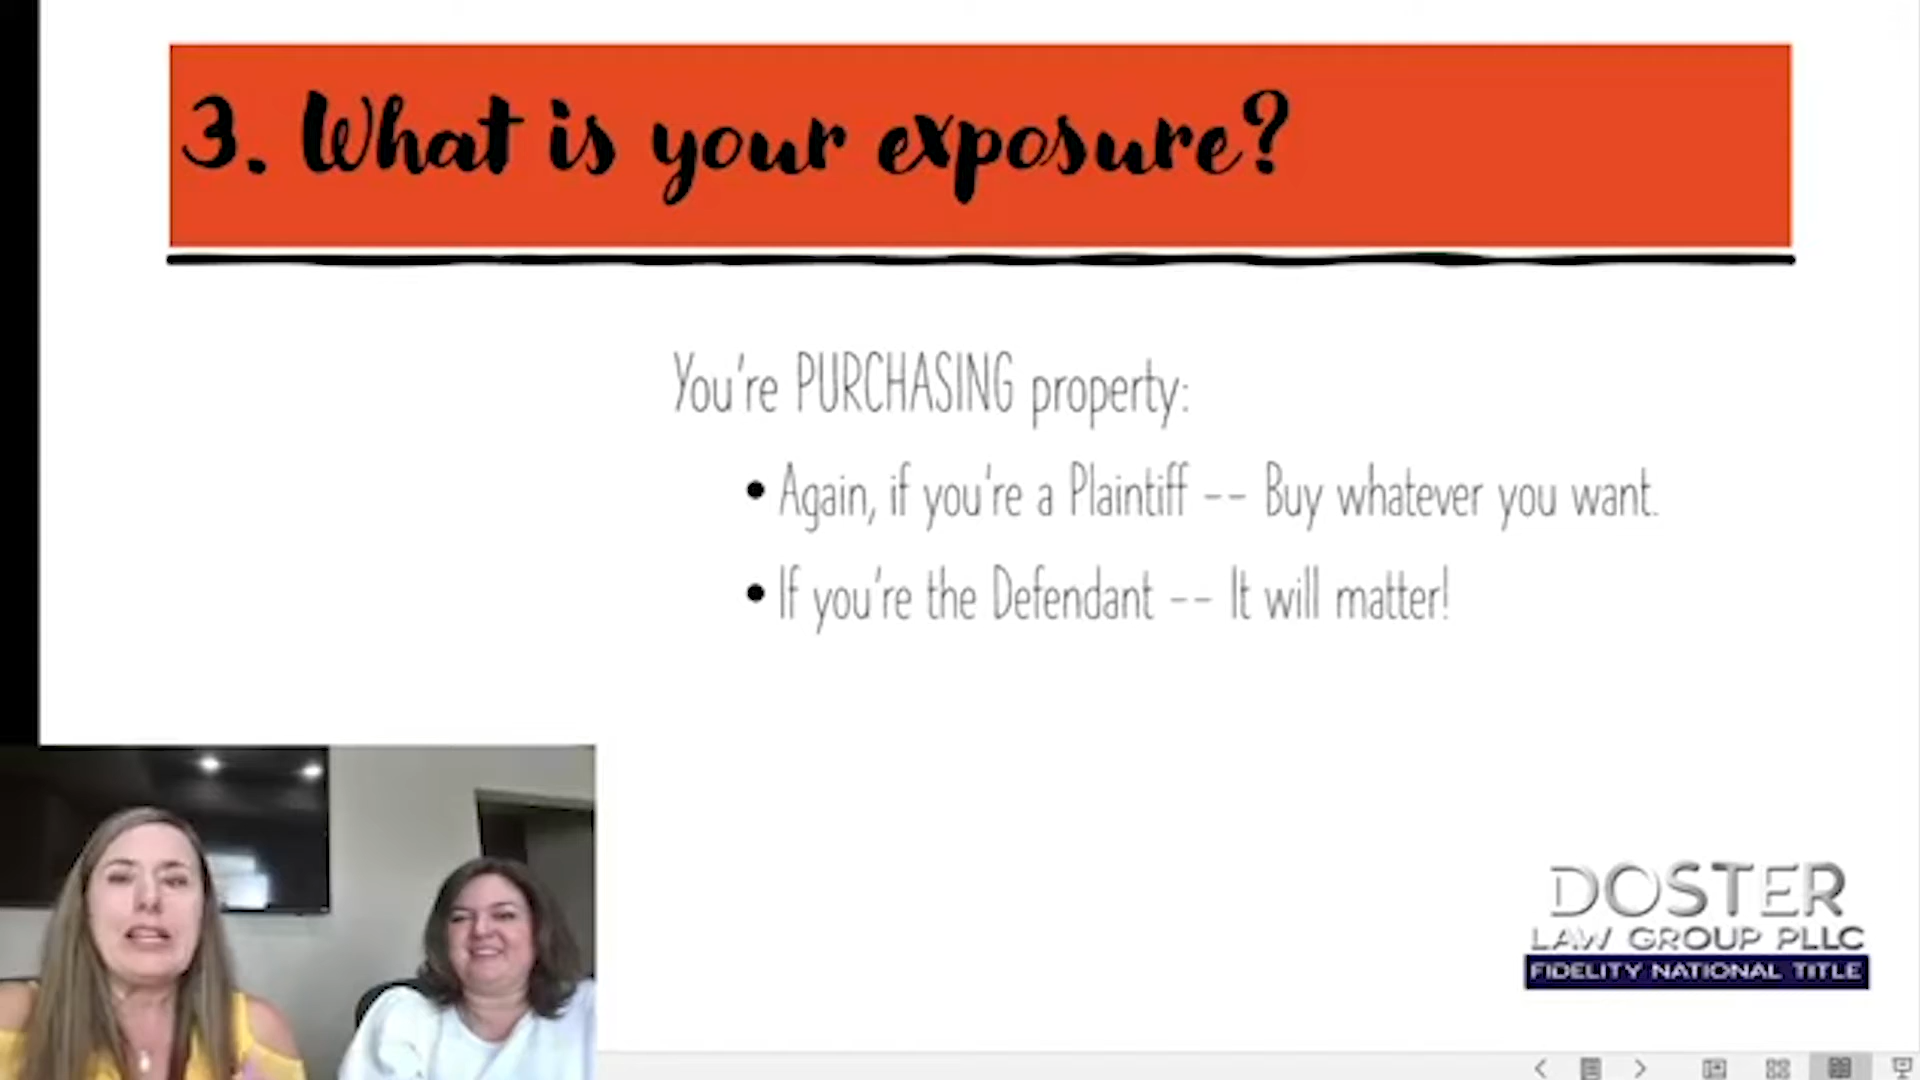 3. What is your exposure?
You're PURCHASING property:
• Again, if you're a Plaintiff -- Buy whatever you want.
• If you're the Defendant -- It will matter!
DOSTER
LAW GROUP PLLC
FIDELITY NATIONAL TITLE